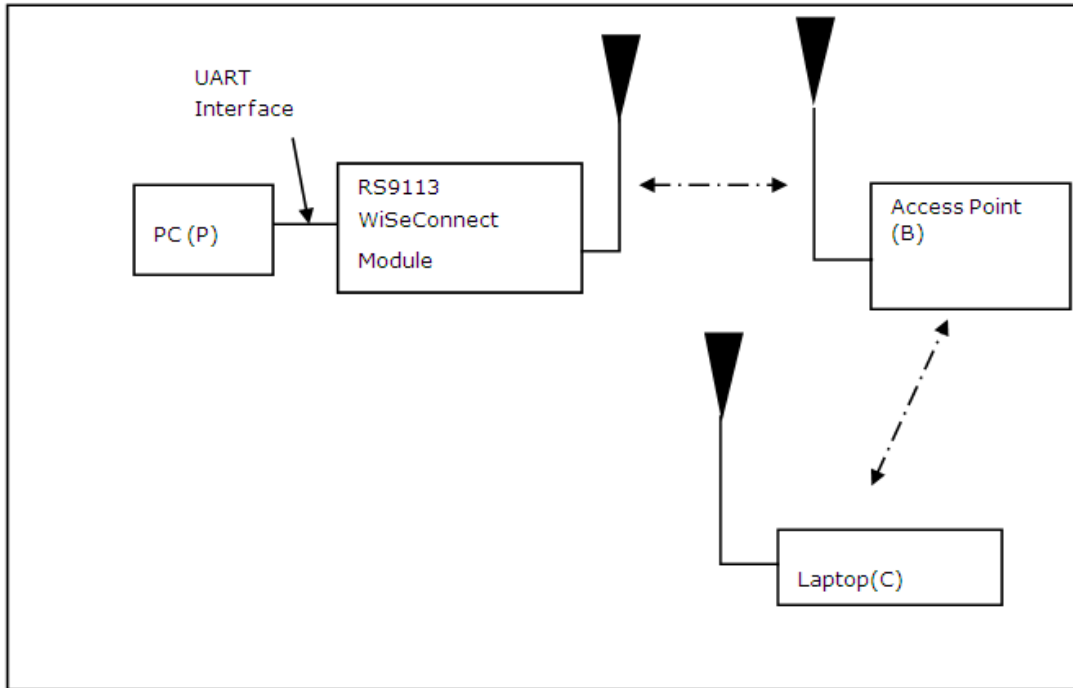 UART
Interface
PC (P)
RS9113
WiSeConnect
Module
Access Point
(B)
Laptop(C)